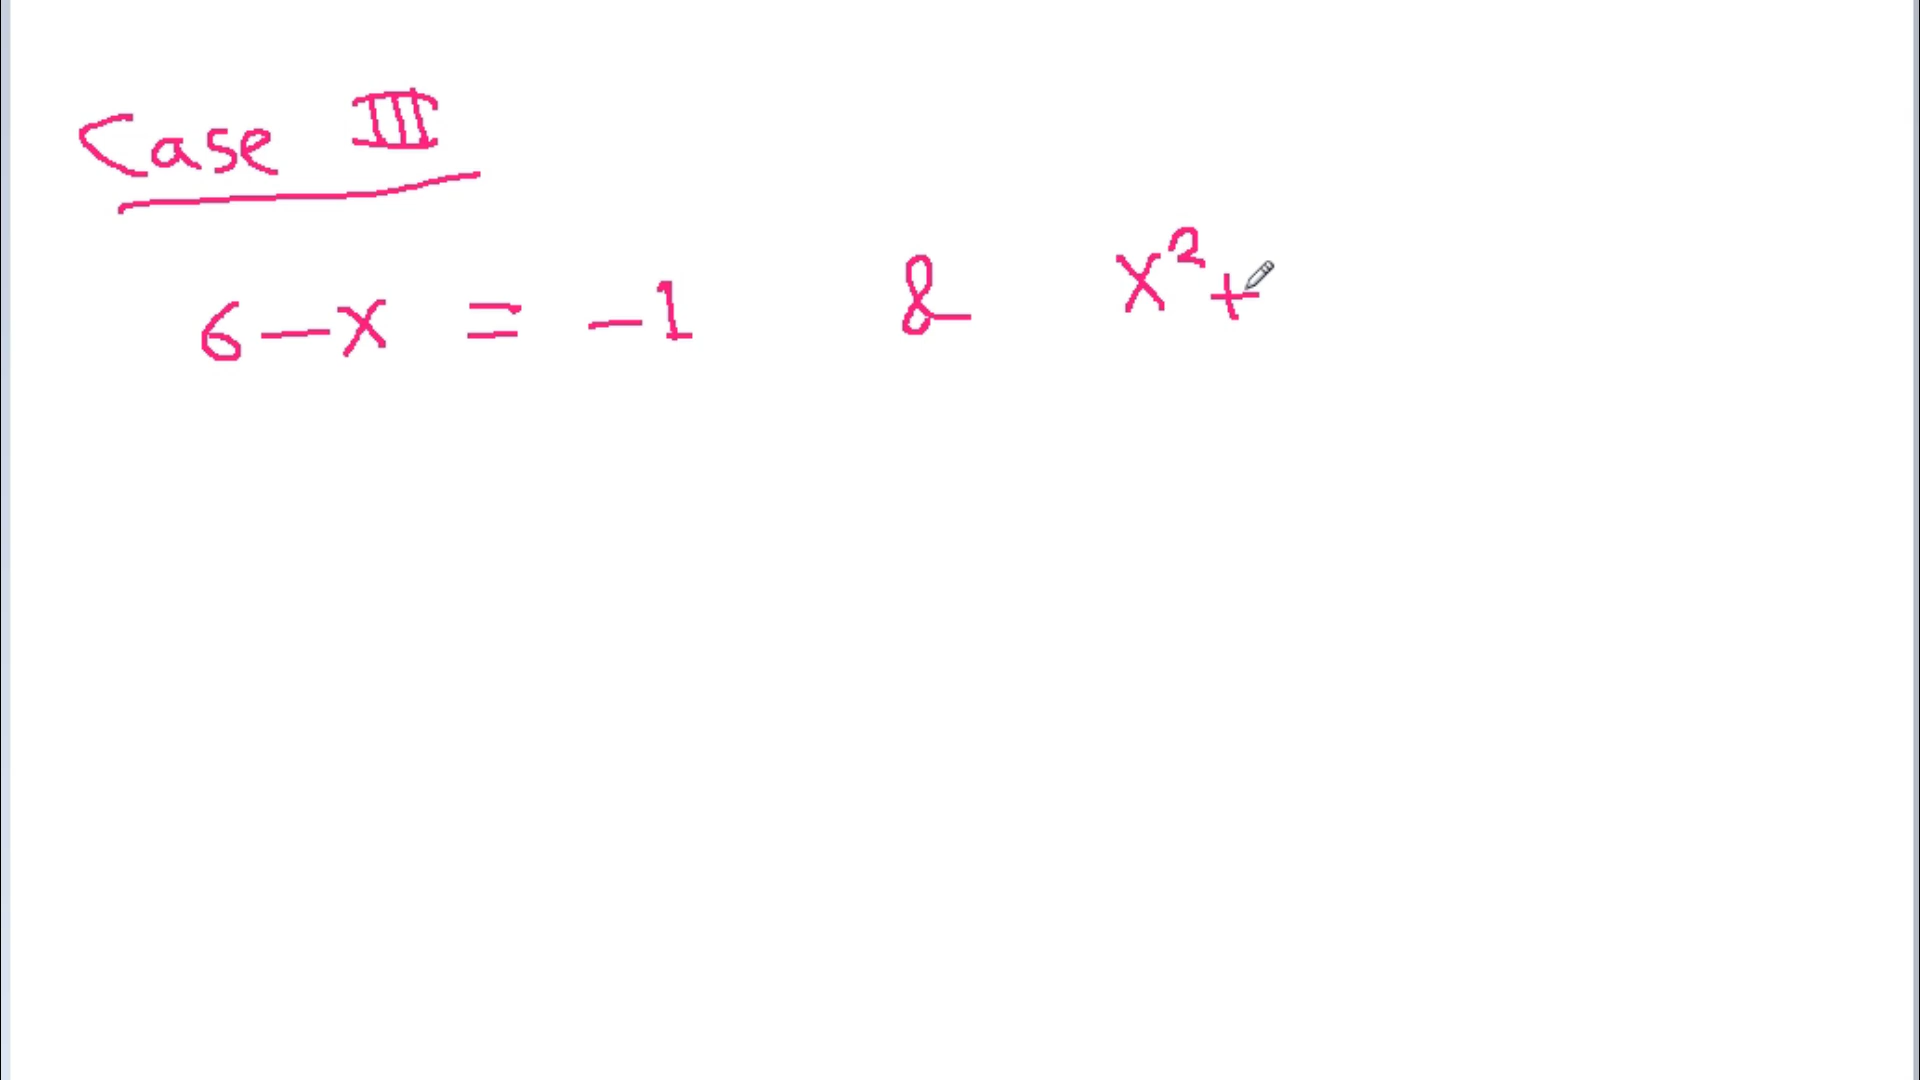 Case III
6-x = -1 & x²+